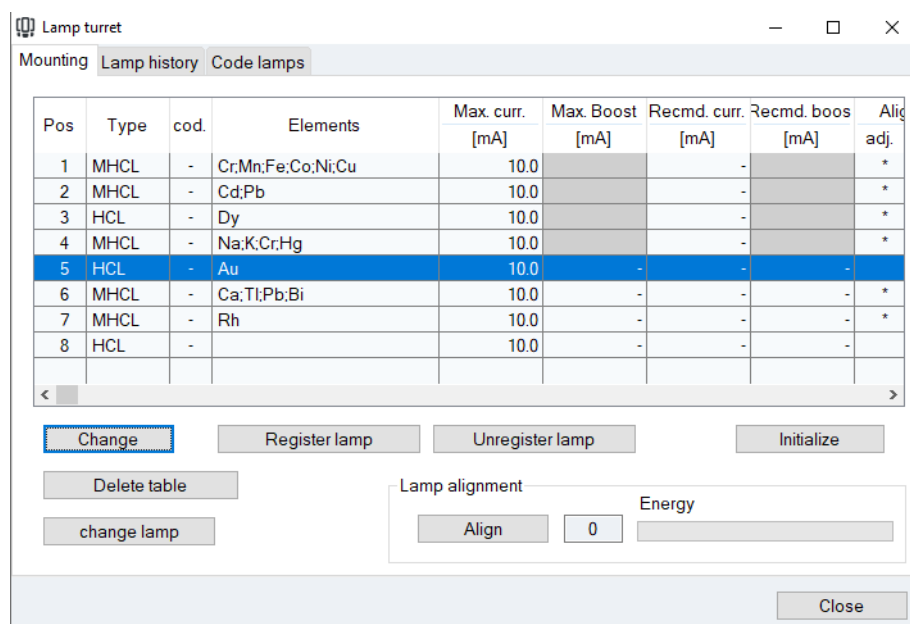 Lamp turret
Mounting Lamp history Code lamps
Pos Type cod. Elements Max. curr. [mA] Max. Boost [mA] Recmd. curr. [mA] Recmd. boos [mA] Alig adj.
1 MHCL - Cr;Mn;Fe;Co;Ni;Cu 10.0 - *
2 MHCL - Cd;Pb 10.0 - *
3 HCL - Dy 10.0 - *
4 MHCL - Na;K;Cr;Hg 10.0 - *
5 HCL - Au 10.0 - - -
6 MHCL - Ca;Tl;Pb;Bi 10.0 - - - *
7 MHCL - Rh 10.0 - - - *
8 HCL - 10.0 - - -
Change Register lamp Unregister lamp Initialize
Delete table
change lamp
Lamp alignment
Energy
Align 0
Close